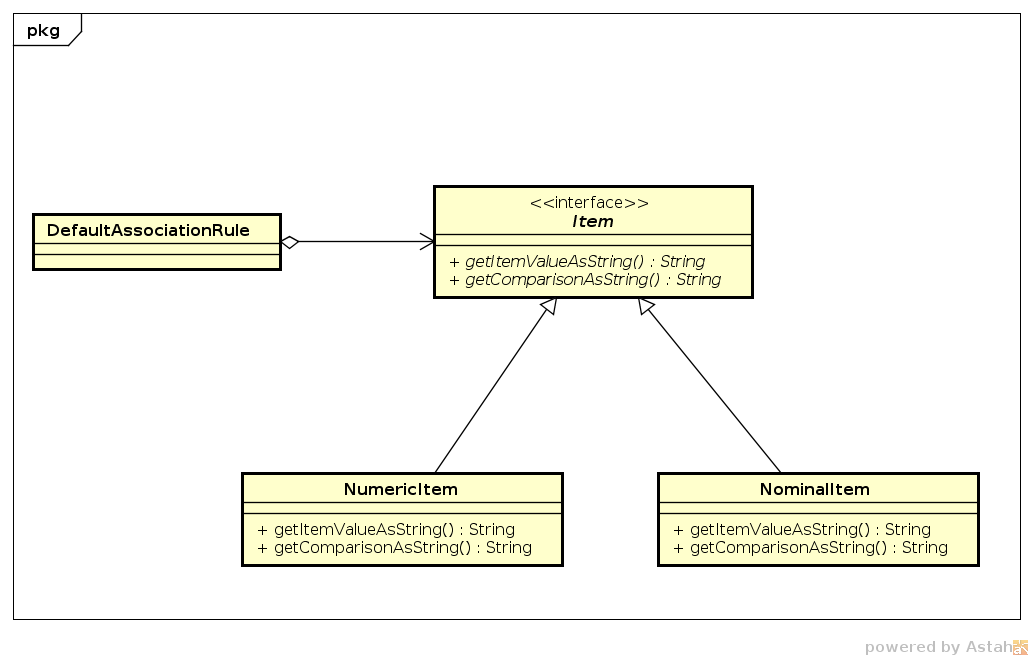 pkg
<<interface>>
Item
DefaultAssociationRule
+ getItemValueAsString() : String
+ getComparisonAsString() : String
NumericItem
NominalItem
+ getItemValueAsString() : String
+ getItemValueAsString() : String
+ getComparisonAsString() : String
+ getComparisonAsString() : String
powered by Astah